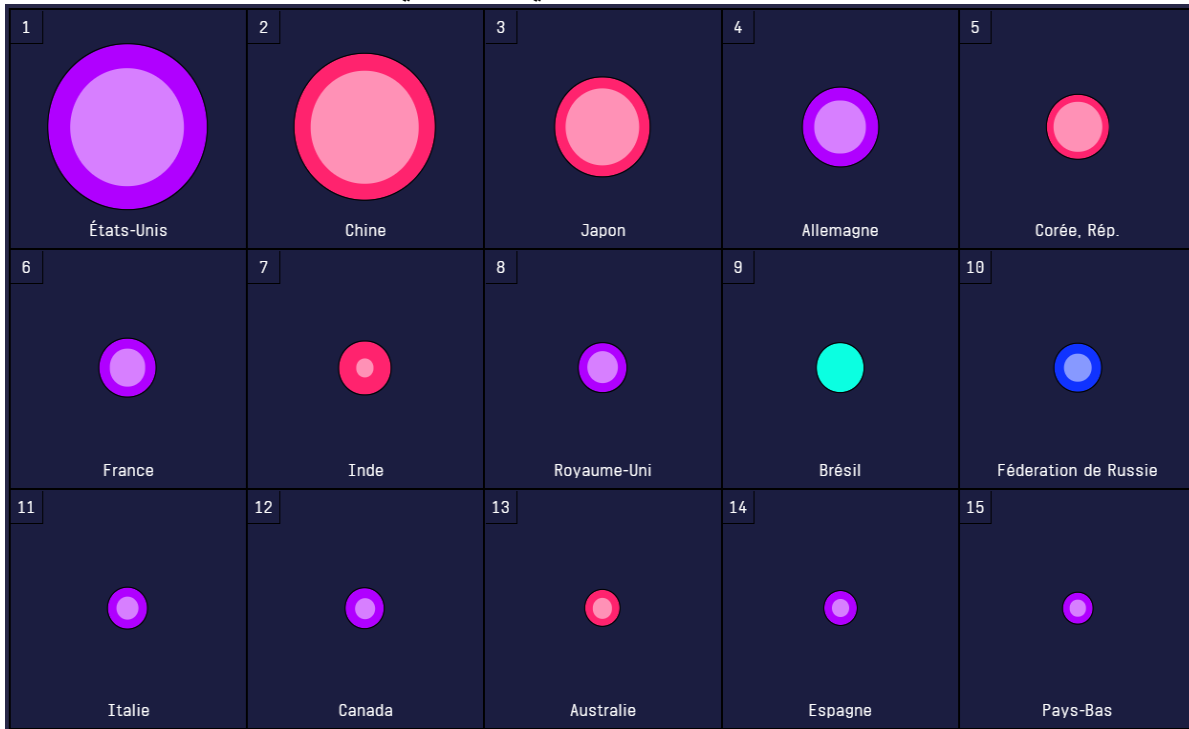 1
2
3
4
5
États-Unis
Chine
Japon
Allemagne
Corée, Rép.
6
7
8
9
10
France
Inde
Royaume-Uni
Brésil
Féderation de Russie
11
12
13
14
15
Italie
Canada
Australie
Espagne
Pays-Bas